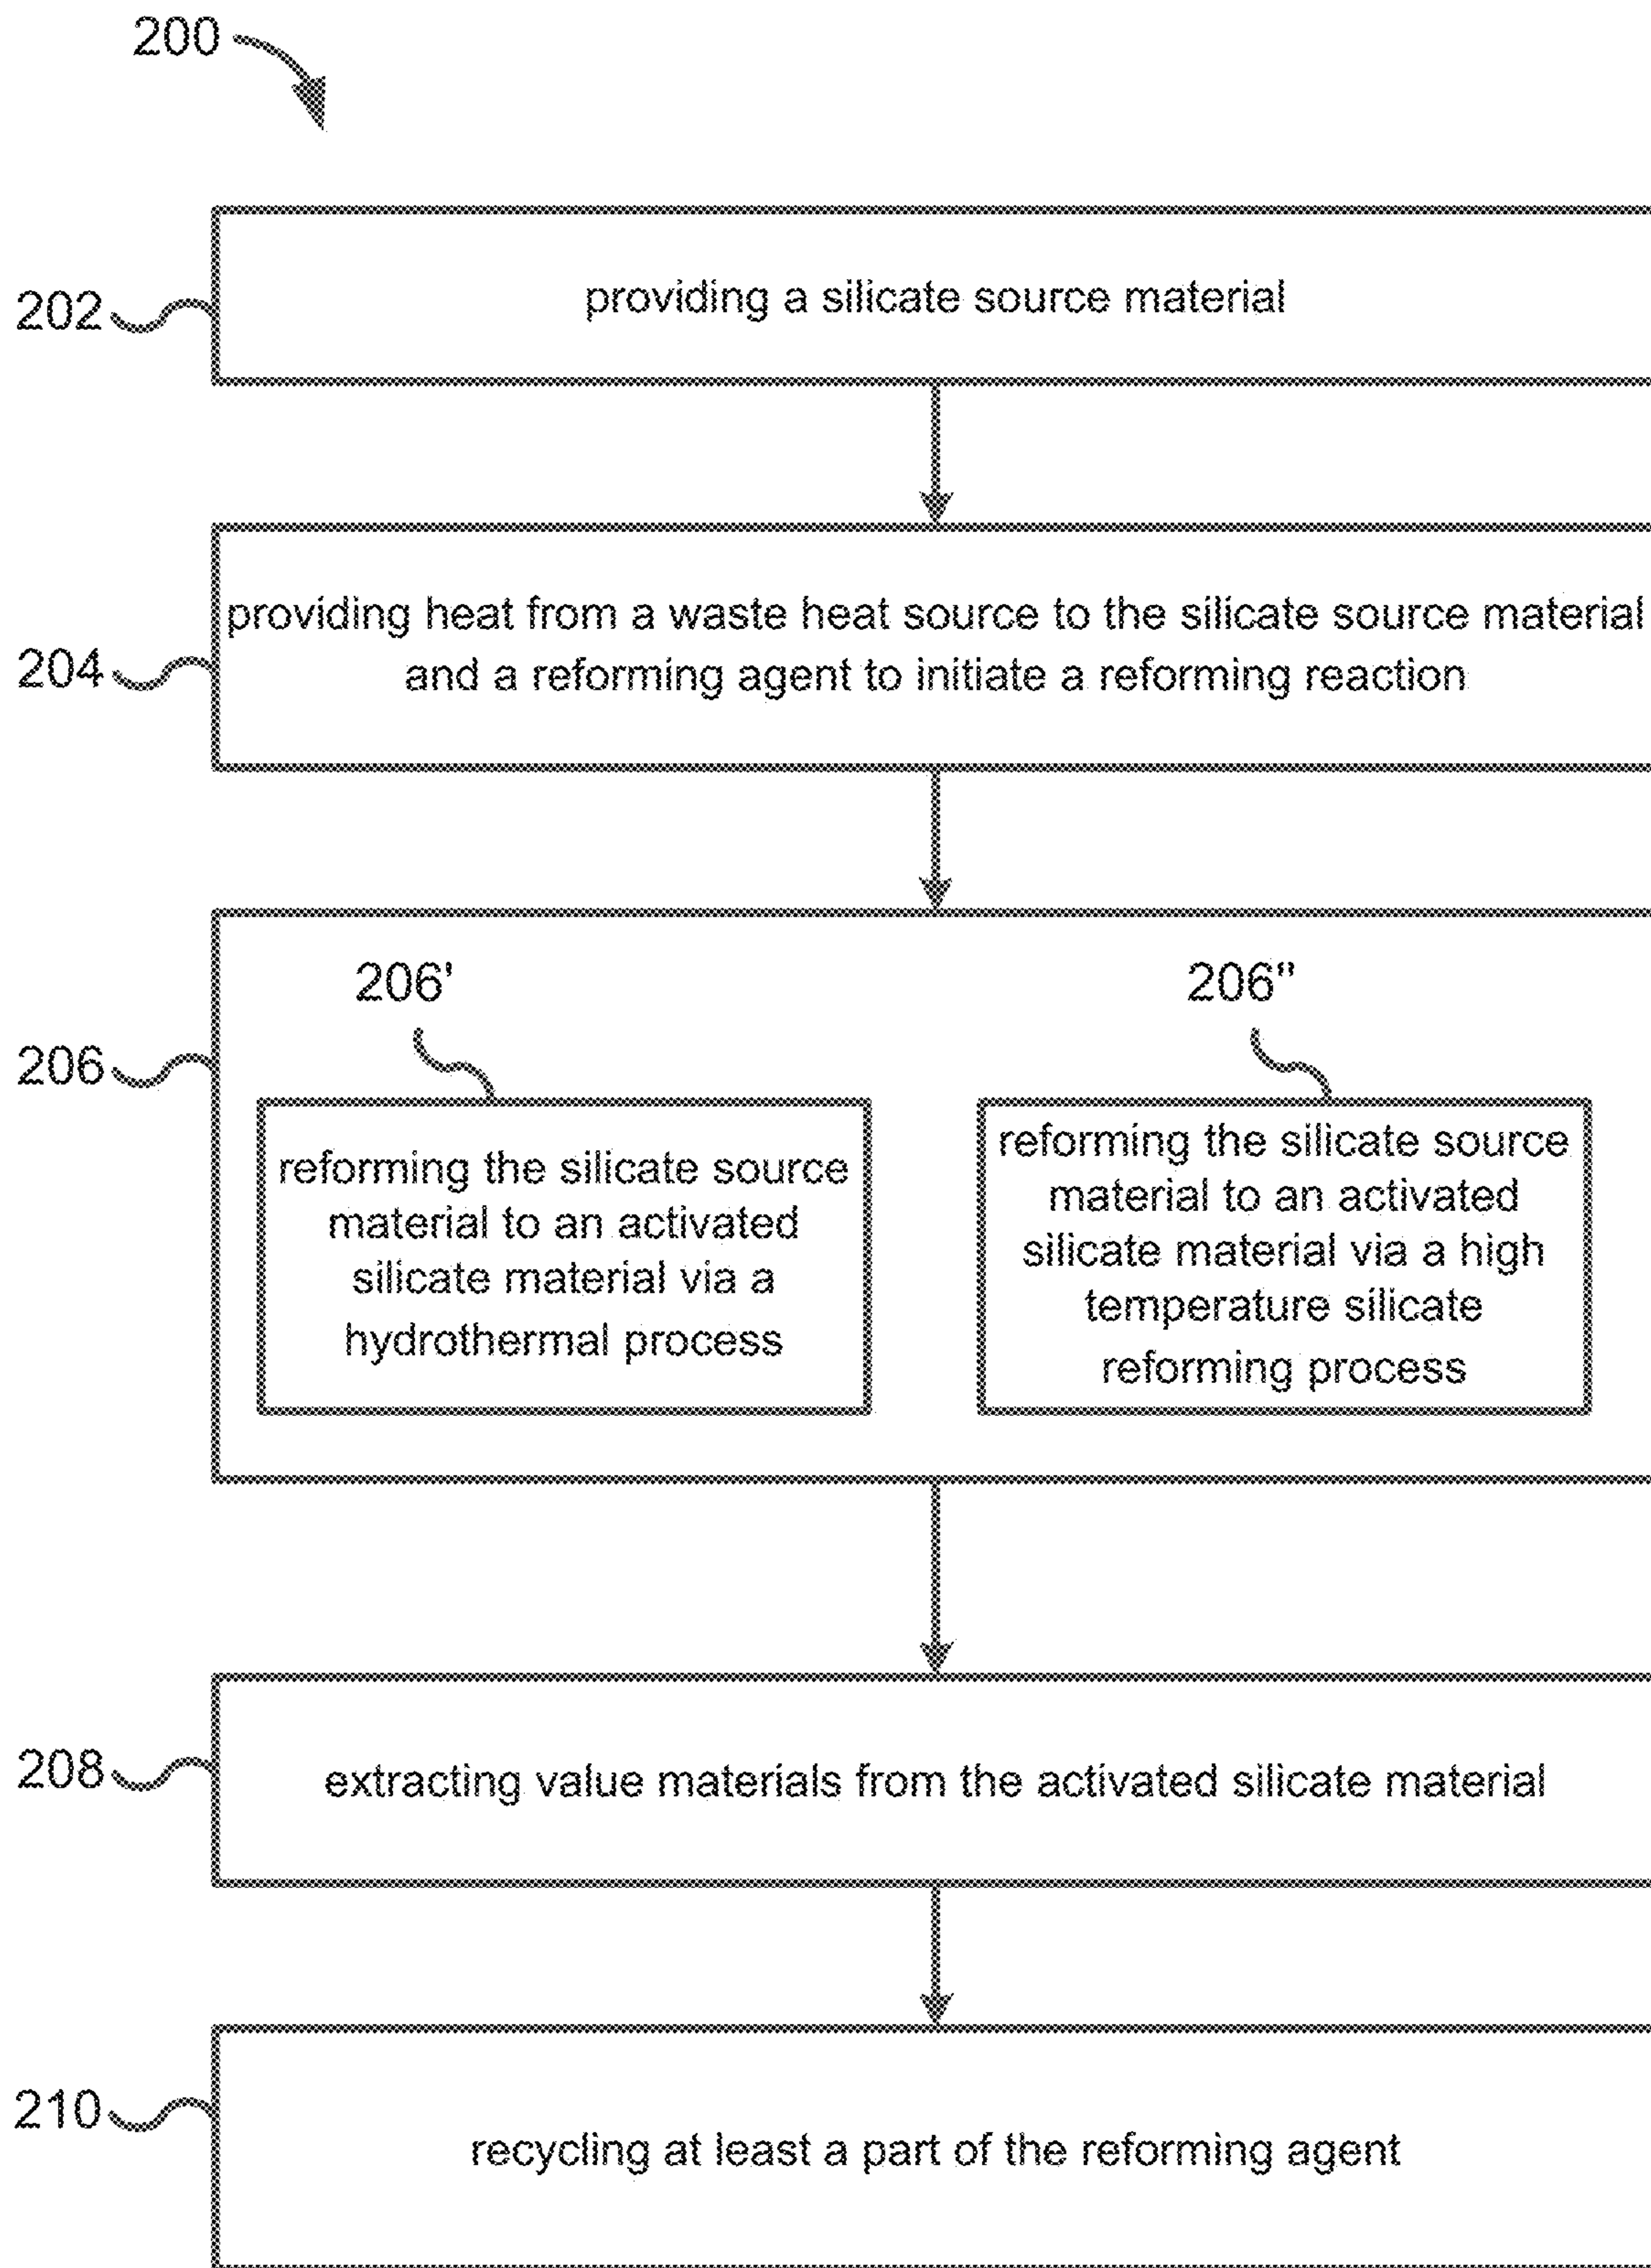 200
202
providing a silicate source material
204
providing heat from a waste heat source to the silicate source material
and a reforming agent to initiate a reforming reaction
206
206'
reforming the silicate source
material to an activated
silicate material via a
hydrothermal process
206"
reforming the silicate source
material to an activated
silicate material via a high
temperature silicate
reforming process
208
extracting value materials from the activated silicate material
210
recycling at least a part of the reforming agent